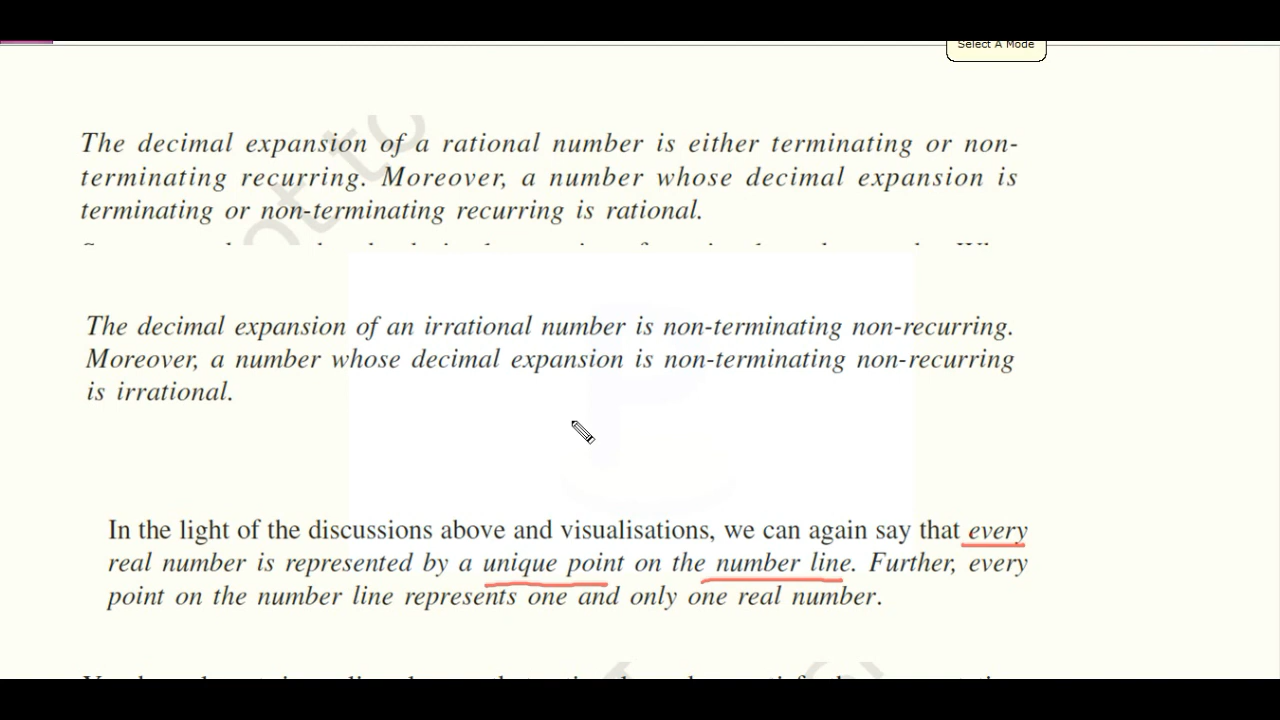 Select A Mode
The decimal expansion of a rational number is either terminating or non-
terminating recurring. Moreover, a number whose decimal expansion is
terminating or non-terminating recurring is rational.
The decimal expansion of an irrational number is non-terminating non-recurring.
Moreover, a number whose decimal expansion is non-terminating non-recurring
is irrational.
In the light of the discussions above and visualisations, we can again say that every
real number is represented by a unique point on the number line. Further, every
point on the number line represents one and only one real number.